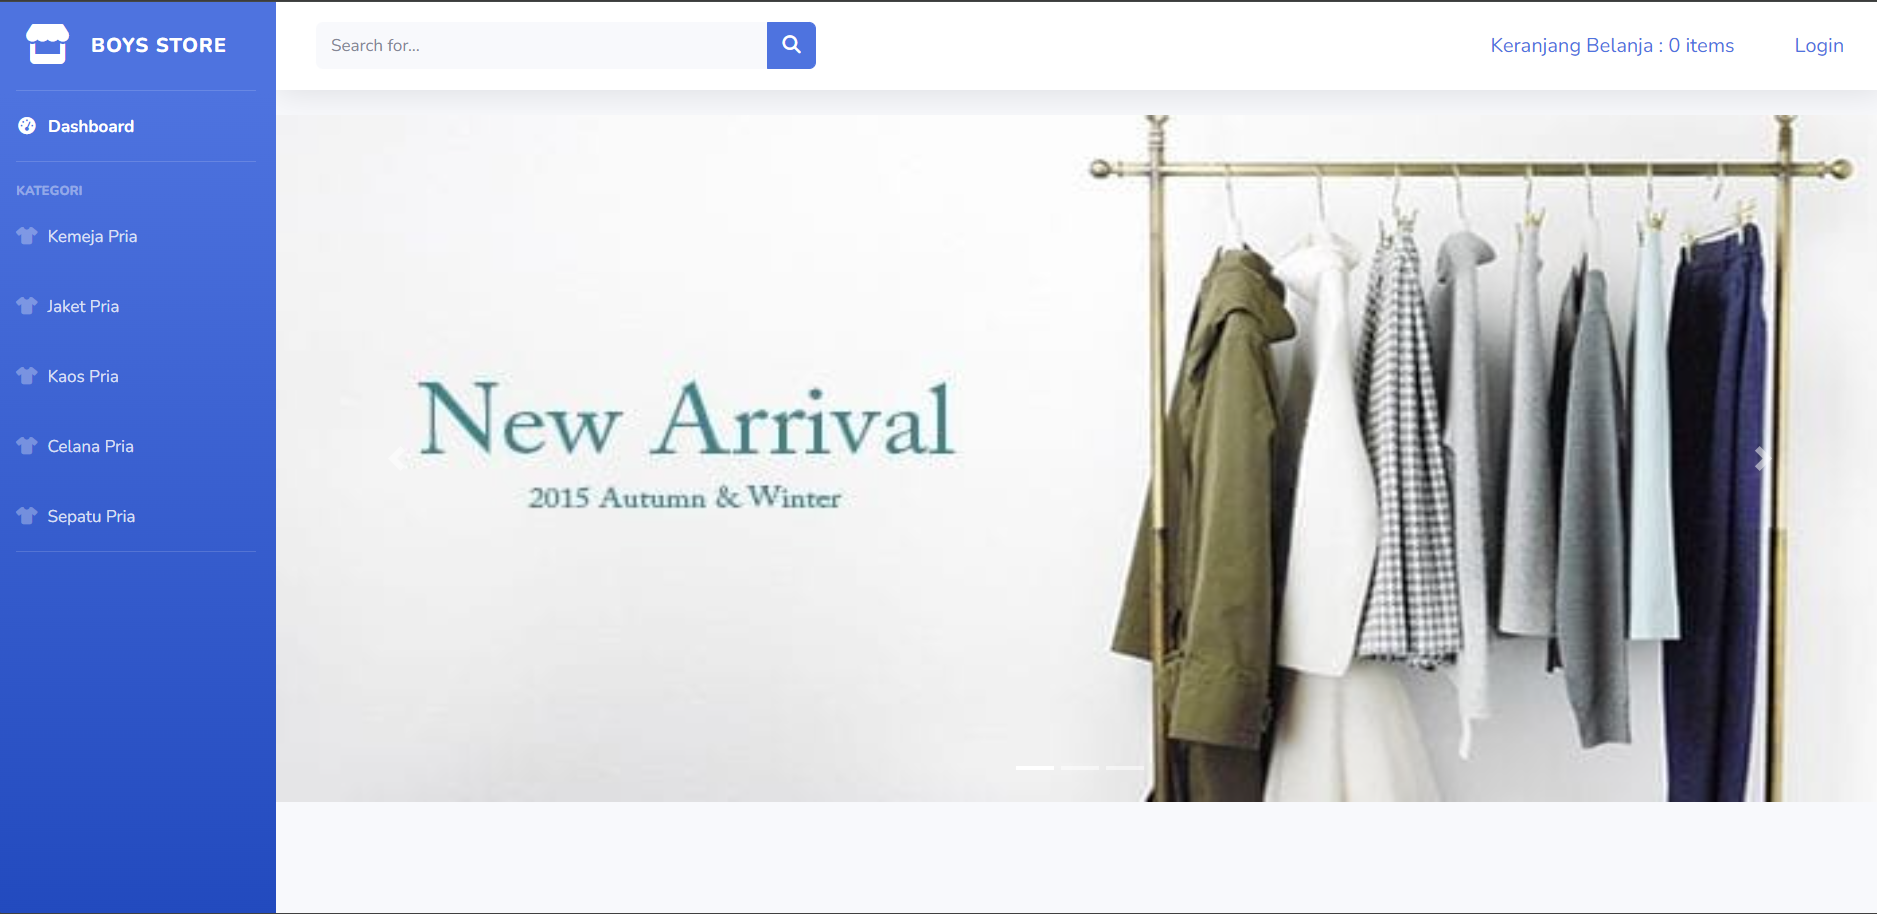 BOYS STORE
Search for...
Keranjang Belanja : 0 items
Login
Dashboard
KATEGORI
Kemeja Pria
Jaket Pria
Kaos Pria
Celana Pria
Sepatu Pria
New Arrival
2015 Autumn & Winter